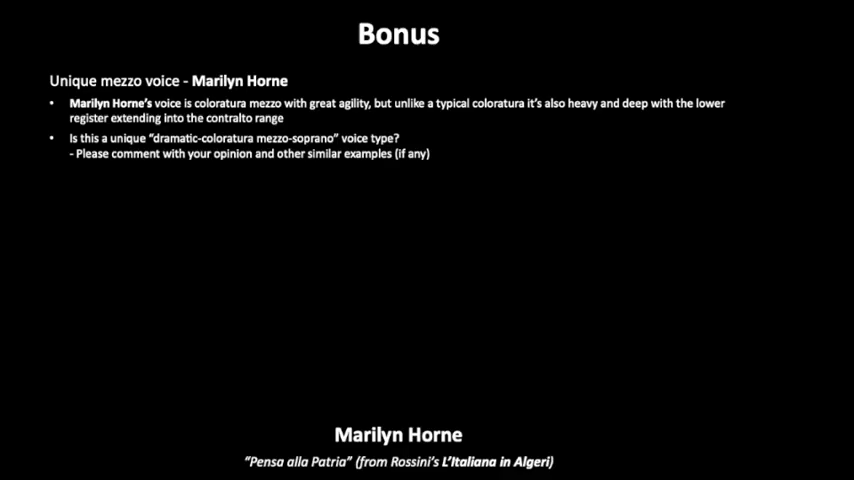 Bonus
Unique mezzo voice - Marilyn Horne
• Marilyn Horne's voice is coloratura mezzo with great agility, but unlike a typical coloratura it's also heavy and deep with the lower
register extending into the contralto range
• Is this a unique “dramatic-coloratura mezzo-soprano” voice type?
- Please comment with your opinion and other similar examples (if any)
Marilyn Horne
“Pensa alla Patria” (from Rossini's L'Italiana in Algeri)